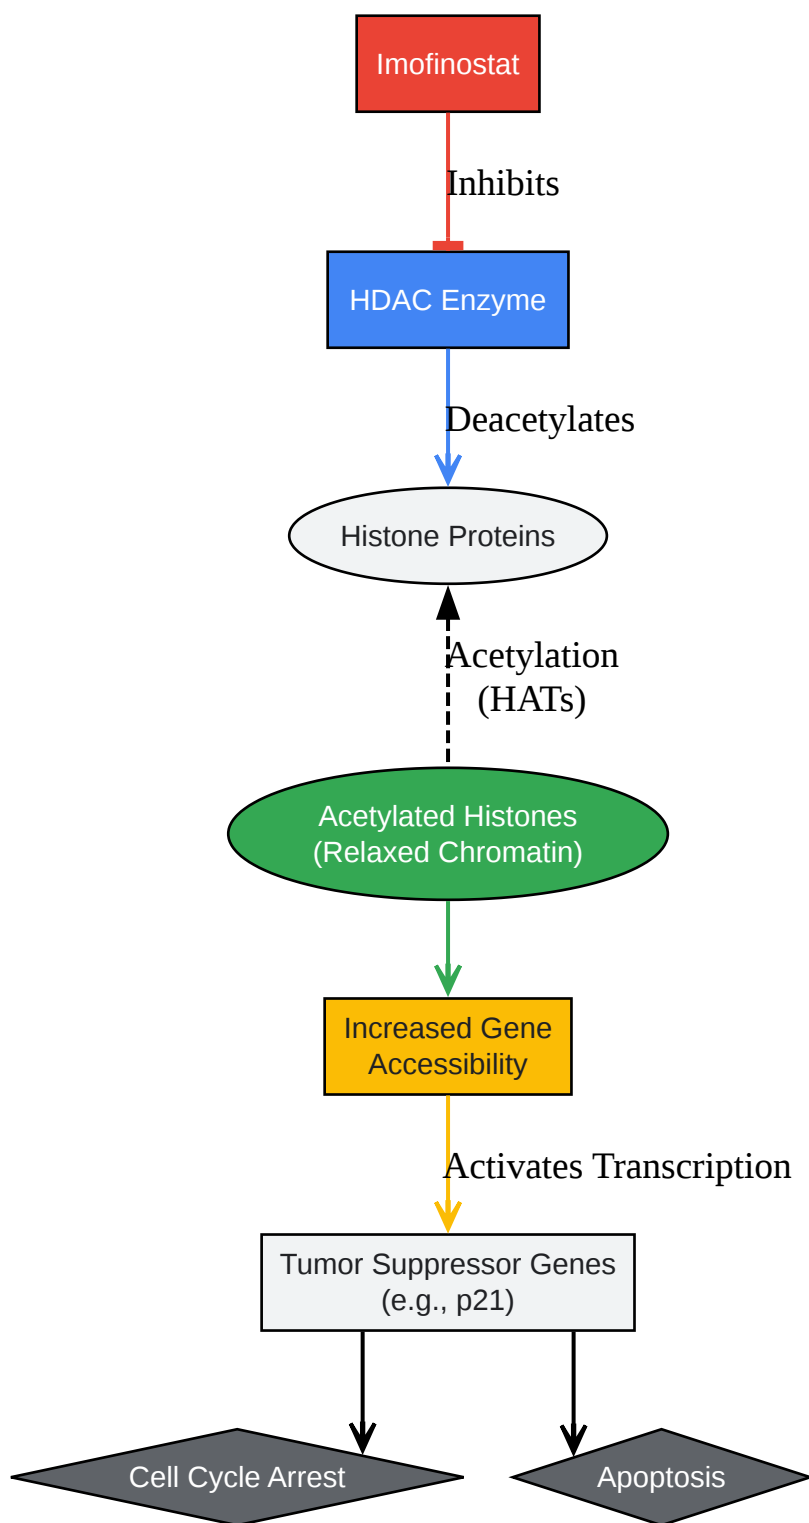 Imofinostat
Inhibits
HDAC Enzyme
Deacetylates
Histone Proteins
Acetylation
(HATs)
Acetylated Histones
(Relaxed Chromatin)
Increased Gene
Accessibility
Activates Transcription
Tumor Suppressor Genes
(e.g., p21)
Cell Cycle Arrest
Apoptosis